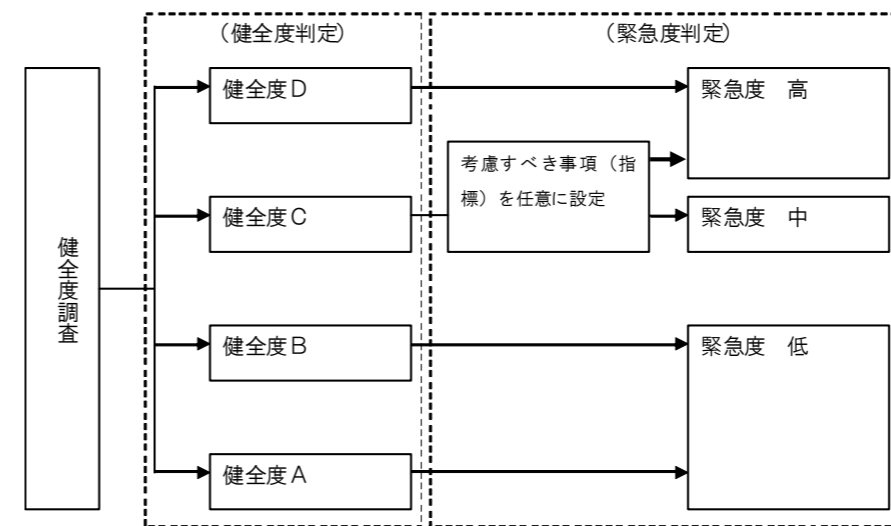 （健全度判定）
（緊急度判定）
健全度調査
健全度Ｄ
緊急度　高
考慮すべき事項（指
標）を任意に設定
健全度Ｃ
緊急度　中
健全度Ｂ
緊急度　低
健全度Ａ